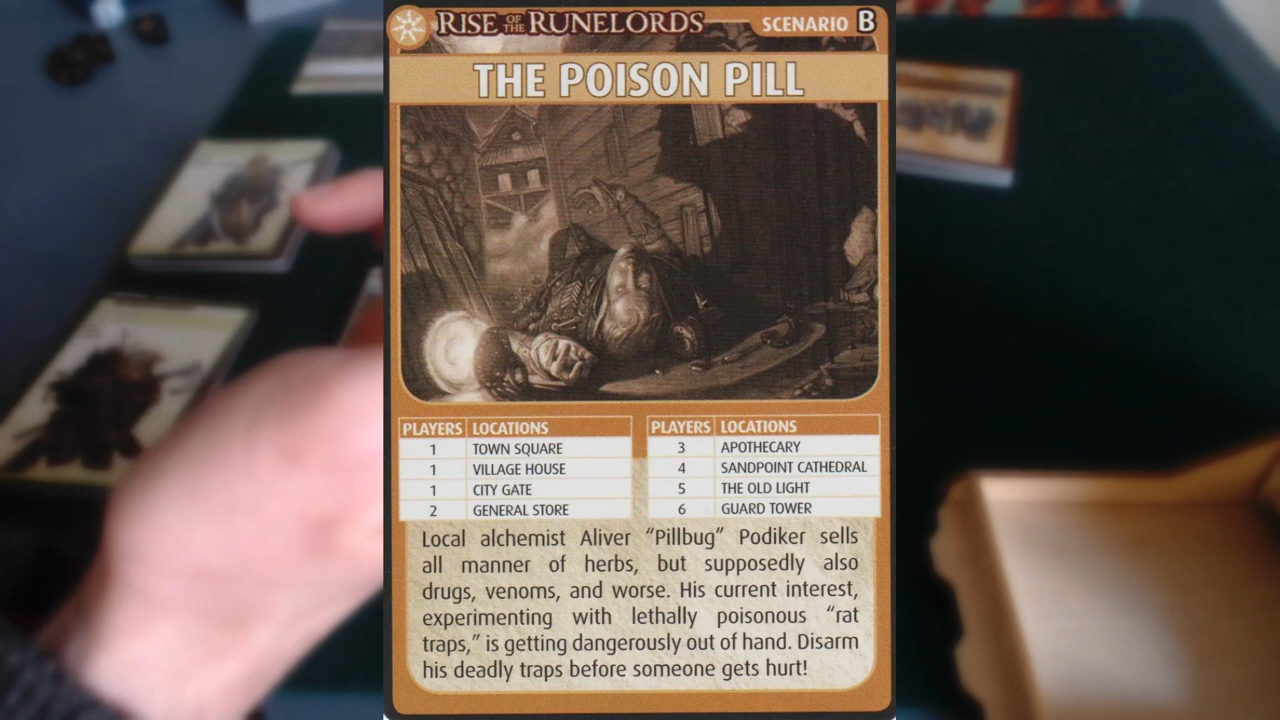 RISE OF THE RUNELORDS
SCENARIO B
THE POISON PILL
PLAYERS LOCATIONS
1 TOWN SQUARE
1 VILLAGE HOUSE
1 CITY GATE
2 GENERAL STORE
PLAYERS LOCATIONS
3 APOTHECARY
4 SANDPOINT CATHEDRAL
5 THE OLD LIGHT
6 GUARD TOWER
Local alchemist Aliver “Pillbug” Podiker sells
all manner of herbs, but supposedly also
drugs, venoms, and worse. His current interest,
experimenting with lethally poisonous “rat
traps,” is getting dangerously out of hand. Disarm
his deadly traps before someone gets hurt!